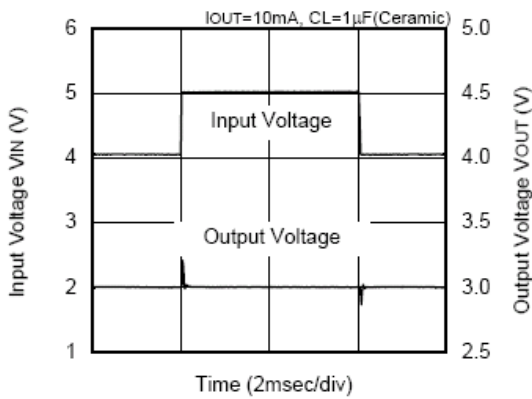 IOUT=10mA, CL=1µF(Ceramic)
6
5
4
3
2
1
Input Voltage VIN (V)
Input Voltage
Output Voltage
5.0
4.5
4.0
3.5
3.0
2.5
Output Voltage VOUT (V)
Time (2msec/div)